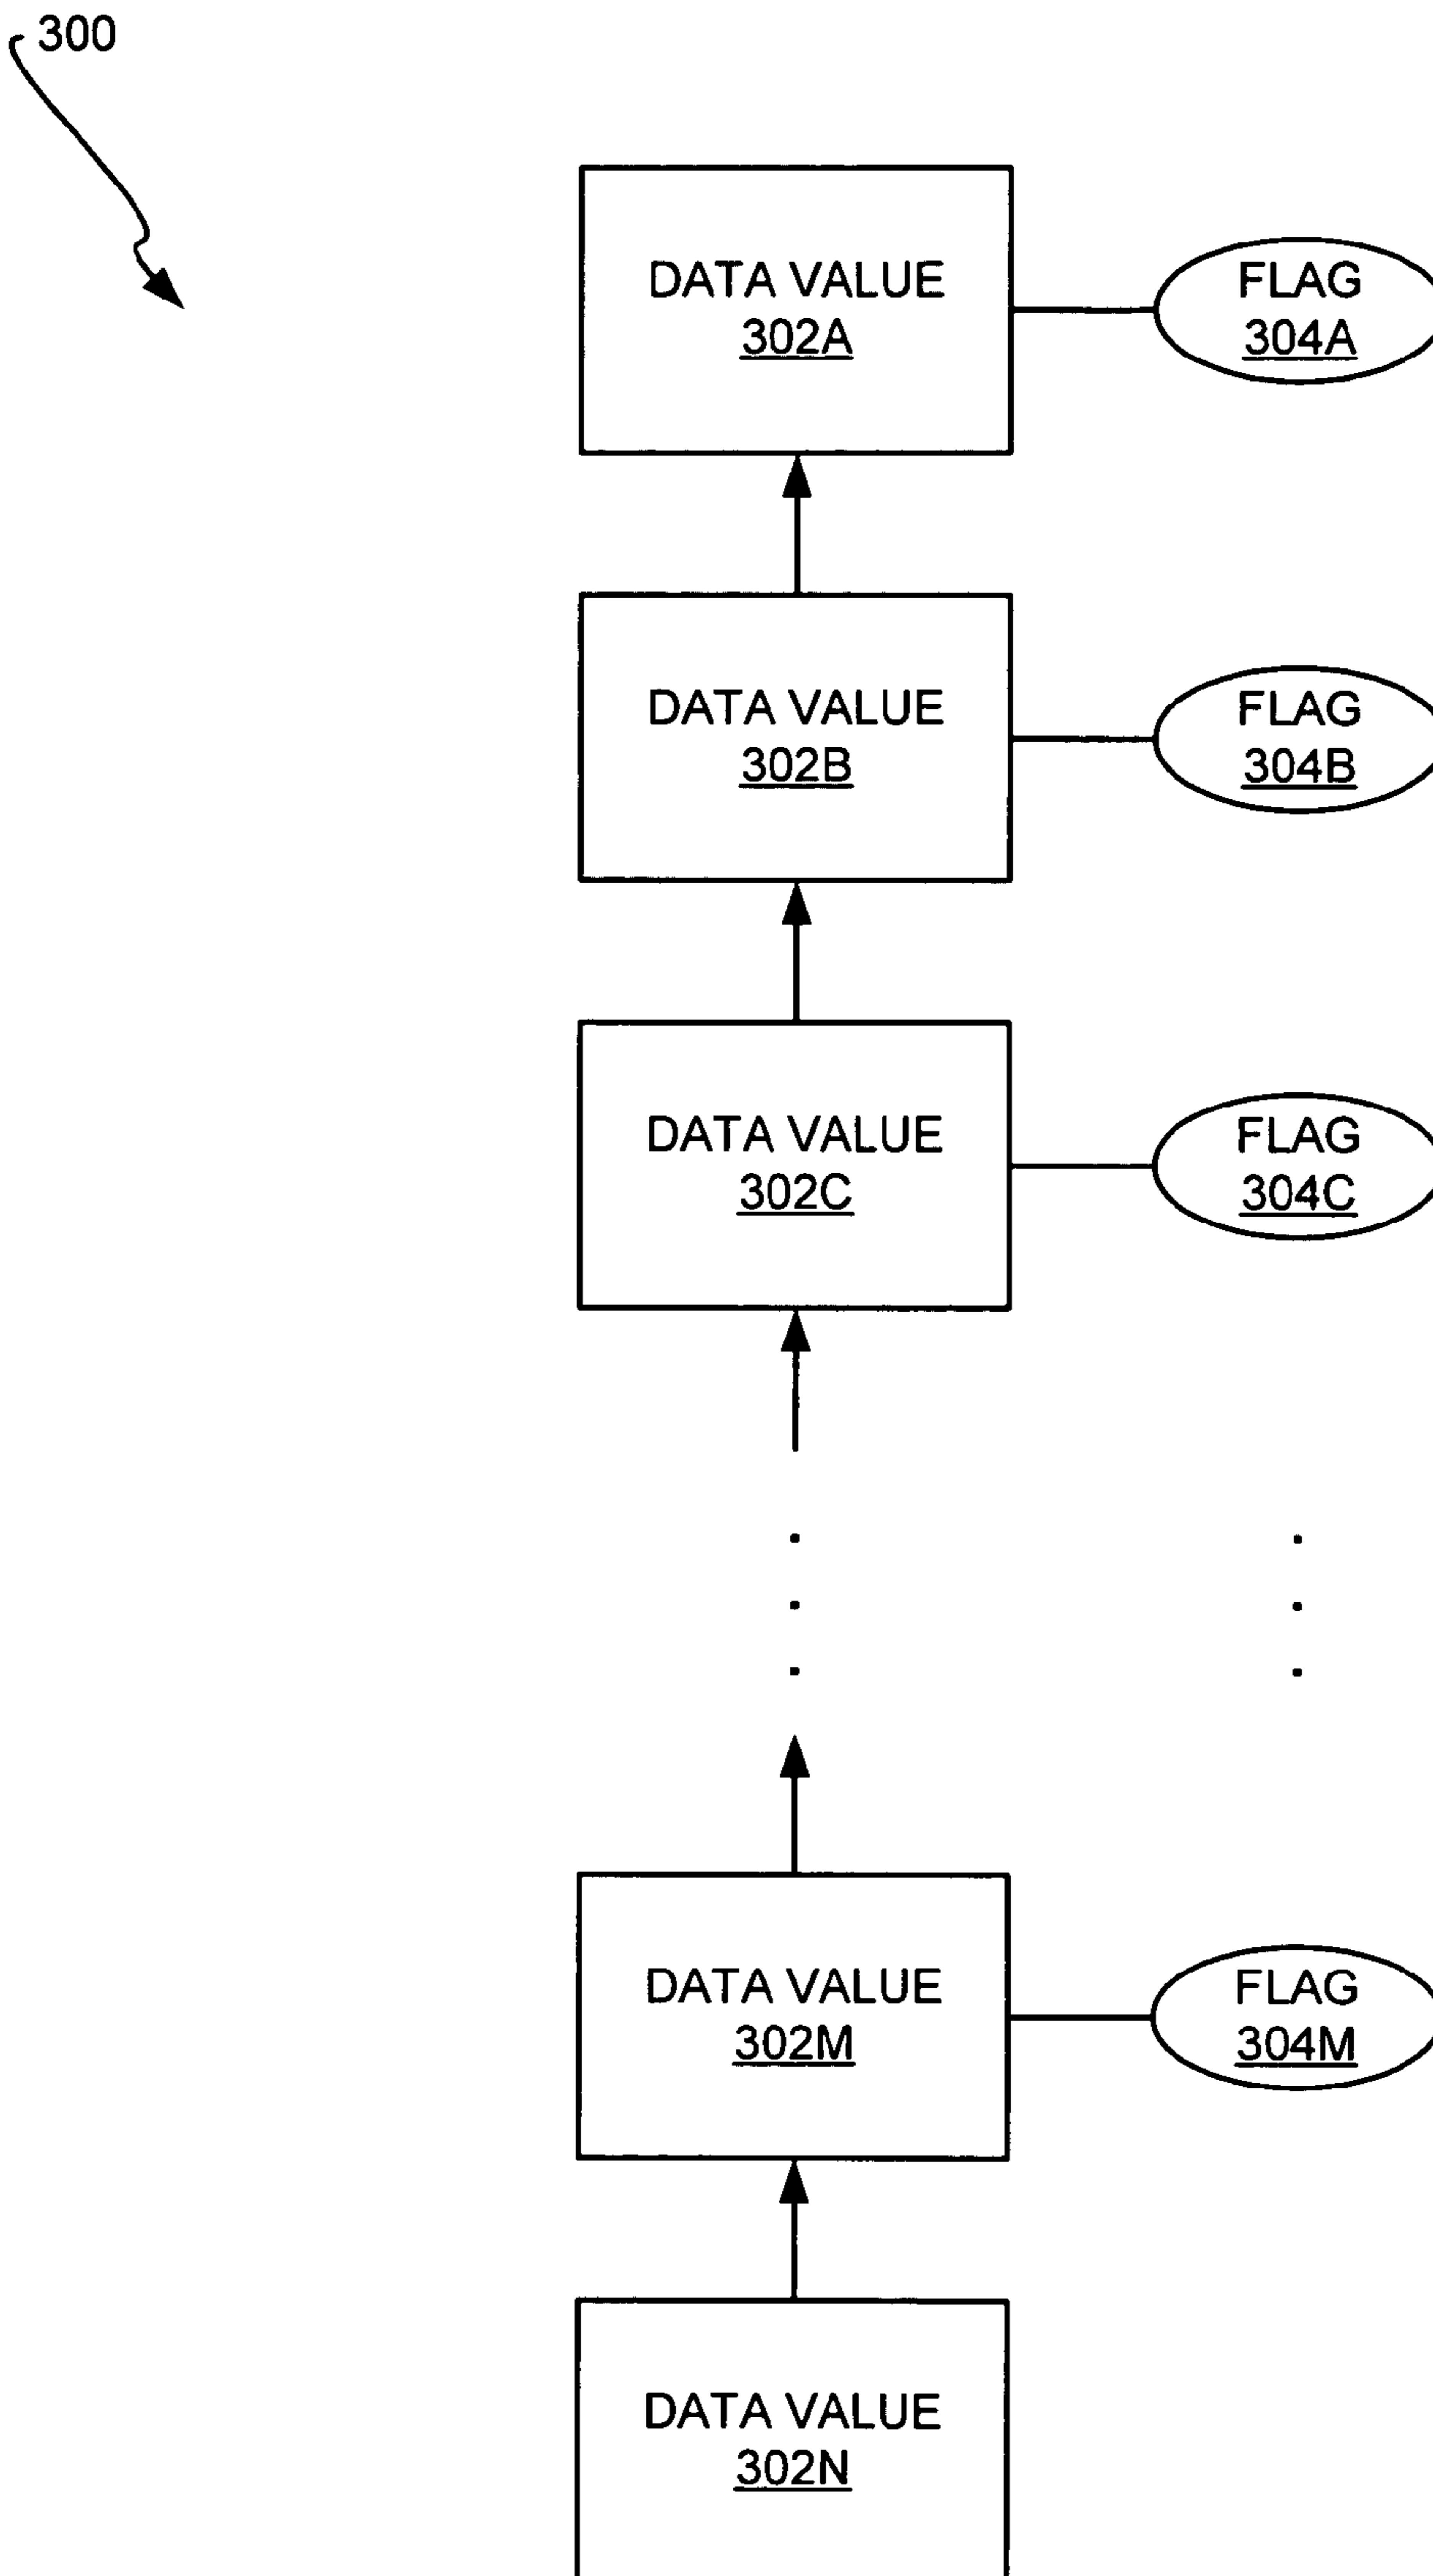 300
DATA VALUE
302A
FLAG
304A
DATA VALUE
302B
FLAG
304B
DATA VALUE
302C
FLAG
304C
. .
. .
. .
DATA VALUE
302M
FLAG
304M
DATA VALUE
302N